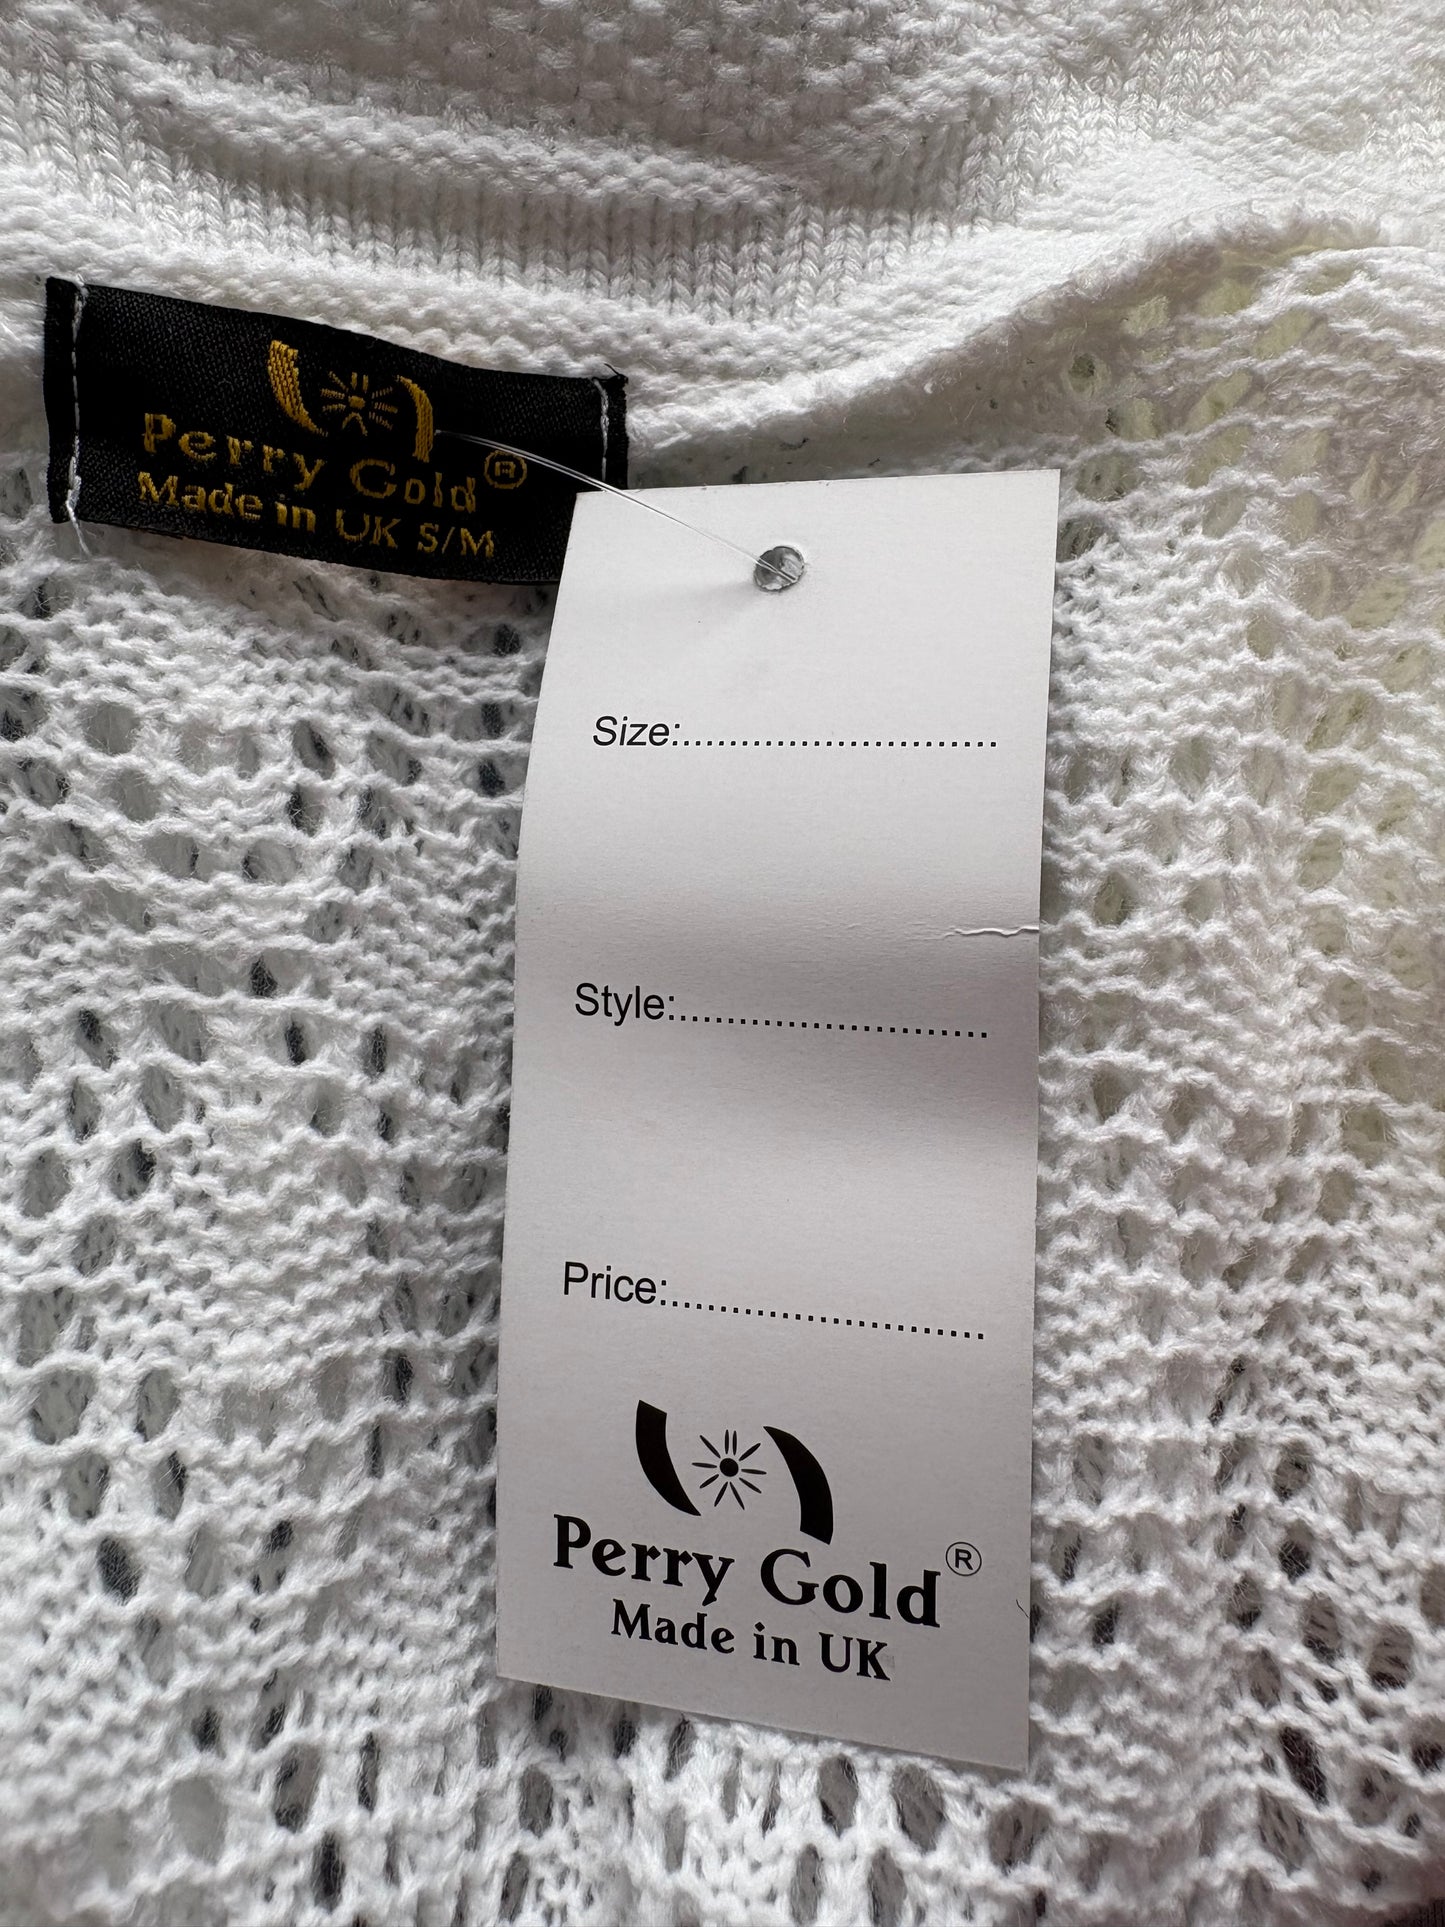 Perry Gold ®
Made in UK S/M
Size:............................
Style:...........................
Price:...........................
Perry Gold ®
Made in UK